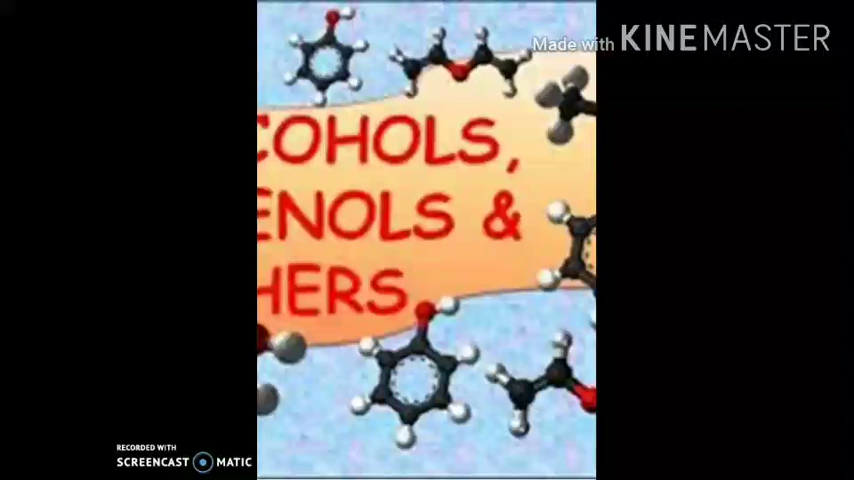 Made with KINEMASTER
COHOLS,
ENOLS &
HERS
RECORDED WITH
SCREENCAST MATIC